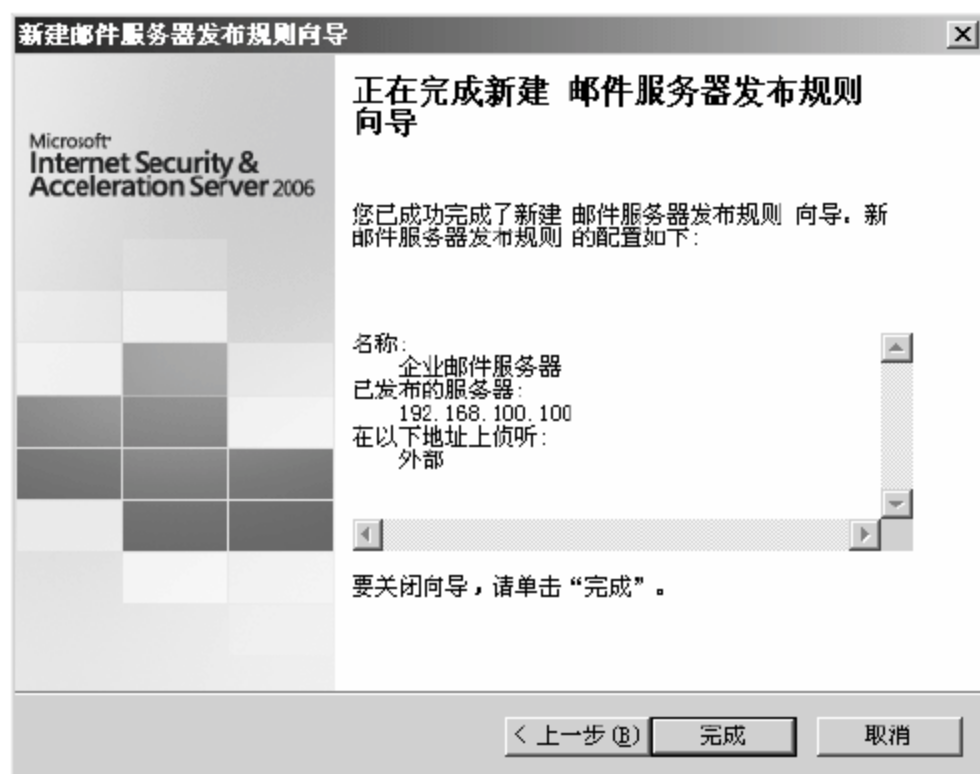 新建邮件服务器发布规则向导
Microsoft
Internet Security &
Acceleration Server 2006
正在完成新建 邮件服务器发布规则
向导
您已成功完成了新建 邮件服务器发布规则 向导。新
邮件服务器发布规则 的配置如下:
名称:
企业邮件服务器
已发布的服务器:
192.168.100.100
在以下地址上侦听:
外部
要关闭向导，请单击“完成”。
< 上一步(B)
完成
取消